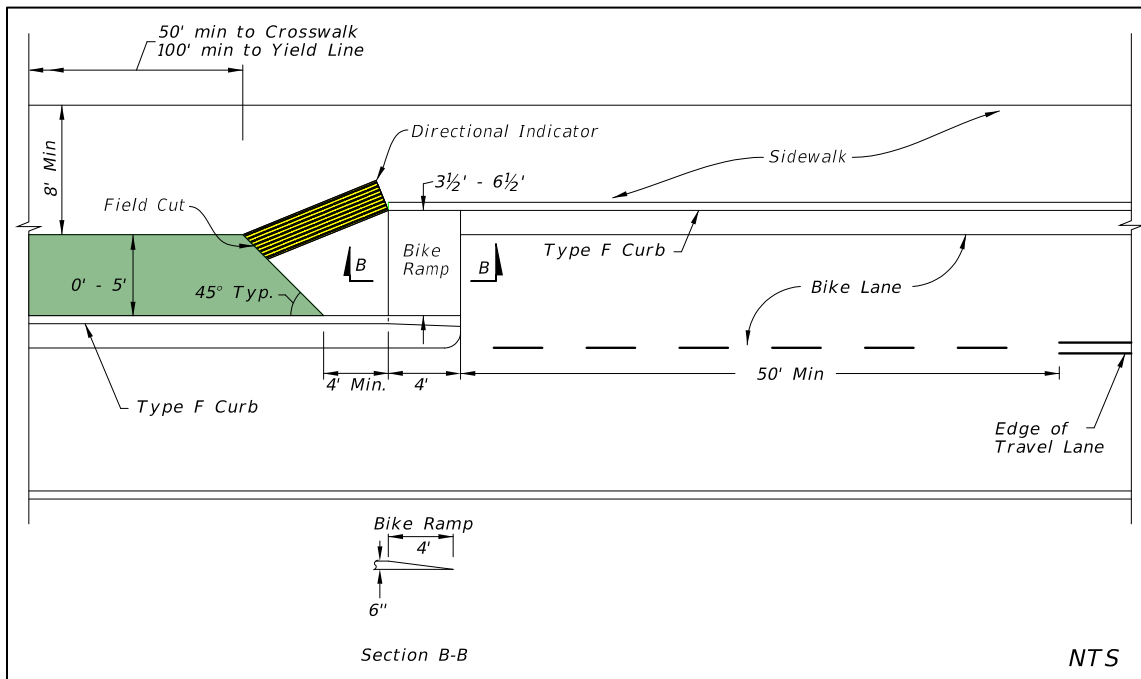 50' min to Crosswalk
100' min to Yield Line
Directional Indicator
Sidewalk
8' Min
3½' - 6½'
Field Cut
Type F Curb
Bike
Ramp
B
B
0' - 5'
45° Typ.
Bike Lane
4' Min.
4'
50' Min
Type F Curb
Edge of
Travel Lane
Bike Ramp
4'
6"
Section B-B
NTS